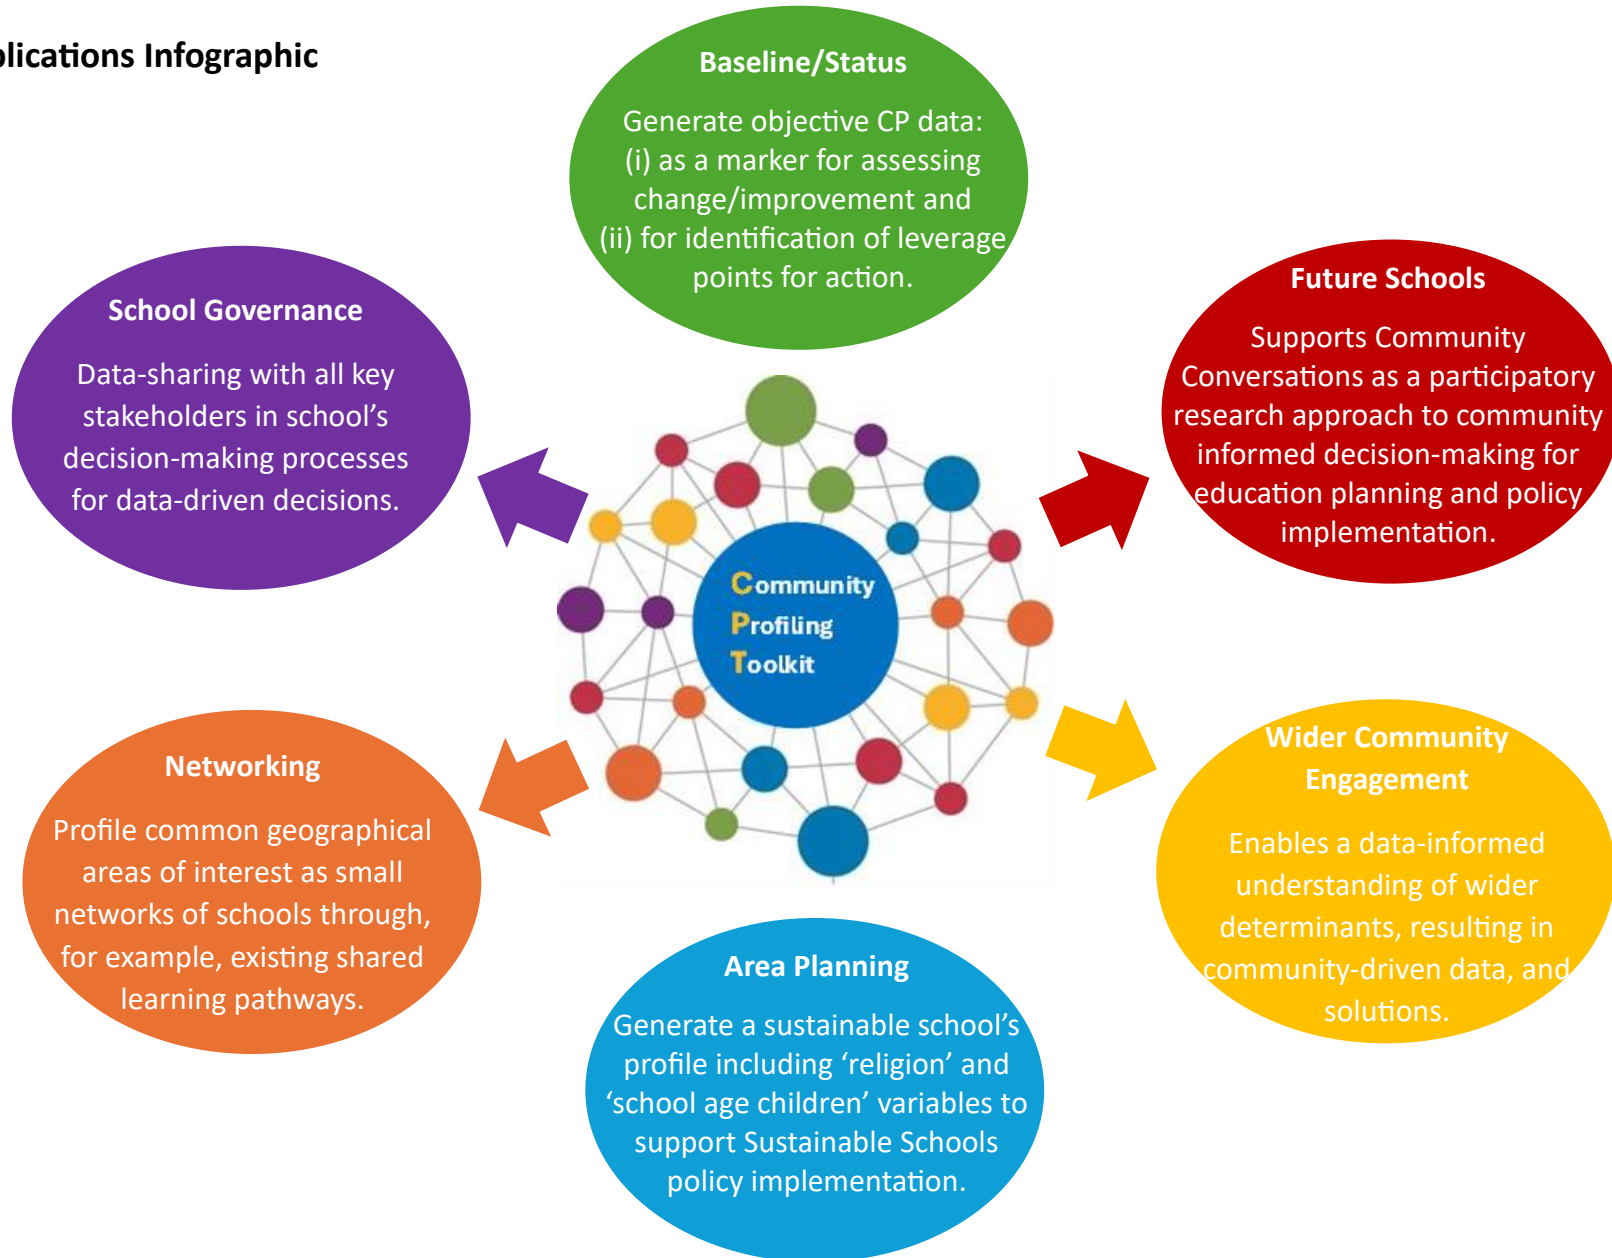 plications Infographic
Baseline/Status
Generate objective CP data:
(i) as a marker for assessing
change/improvement and
(ii) for identification of leverage
points for action.
School Governance
Data-sharing with all key
stakeholders in school’s
decision-making processes
for data-driven decisions.
Future Schools
Supports Community
Conversations as a participatory
research approach to community
informed decision-making for
education planning and policy
implementation.
Community
Profiling
Toolkit
Networking
Profile common geographical
areas of interest as small
networks of schools through,
for example, existing shared
learning pathways.
Wider Community
Engagement
Enables a data-informed
understanding of wider
determinants, resulting in
community-driven data, and
solutions.
Area Planning
Generate a sustainable school’s
profile including ‘religion’ and
‘school age children’ variables to
support Sustainable Schools
policy implementation.